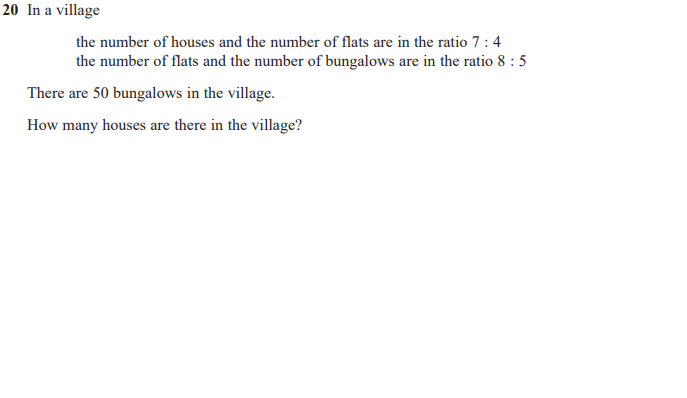 20 In a village
the number of houses and the number of flats are in the ratio 7 : 4
the number of flats and the number of bungalows are in the ratio 8 : 5
There are 50 bungalows in the village.
How many houses are there in the village?